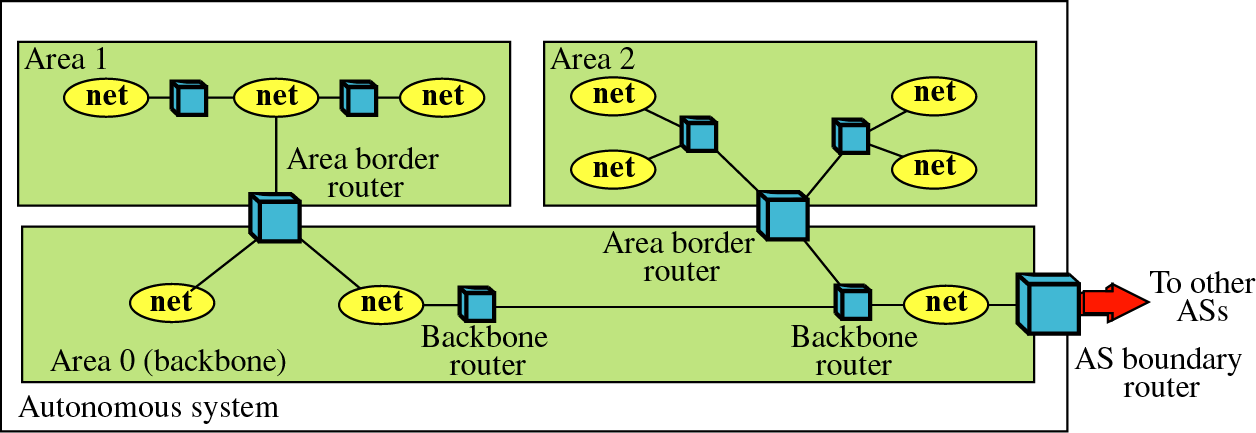 Area 1
net
net
net
Area border
router
Area 2
net
net
net
net
Area border
router
net
net
Backbone
router
Backbone
router
net
Area 0 (backbone)
To other
ASs
AS boundary
router
Autonomous system